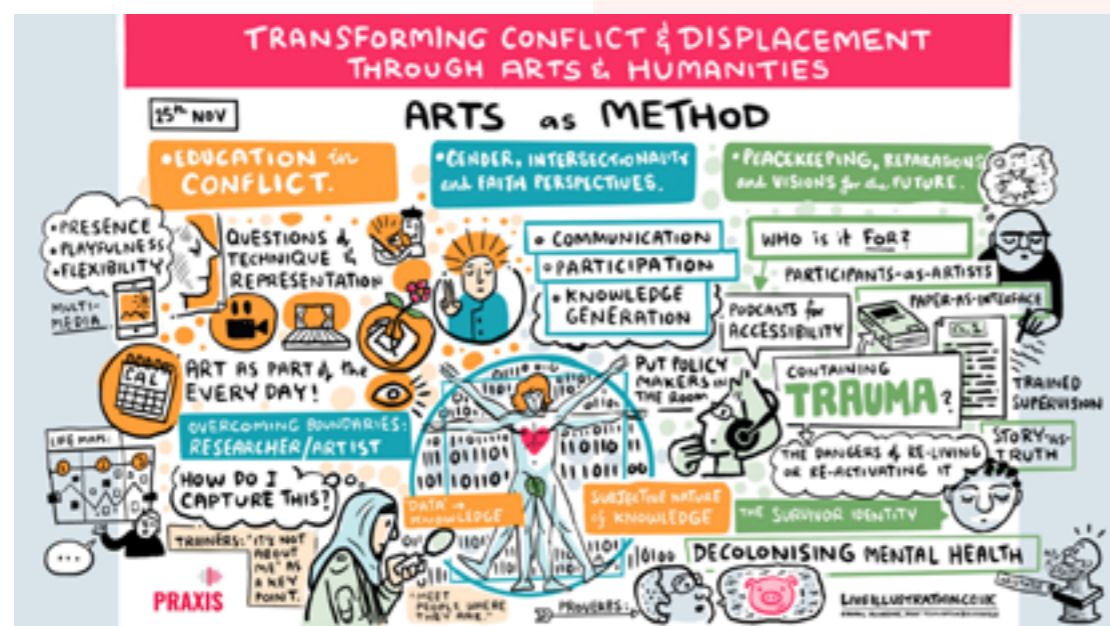 TRANSFORMING CONFLICT & DISPLACEMENT
THROUGH ARTS & HUMANITIES
15TH NOV
ARTS as METHOD
• EDUCATION in
CONFLICT.
• GENDER, INTERSECTIONALITY
and FAITH PERSPECTIVES.
• PEACEKEEPING, REPARATIONS
and VISIONS for the FUTURE.
• PRESENCE
• PLAYFULNESS
• FLEXIBILITY
MULTI-
MEDIA
QUESTIONS of
TECHNIQUE &
REPRESENTATION
CAL
ART AS PART of the
EVERY DAY!
OVERCOMING BOUNDARIES:
RESEARCHER/ARTIST
LIFE MAP:
HOW DO I
CAPTURE THIS?
...
TRAINERS: "IT'S NOT
ABOUT
ME" AS
A KEY
POINT.
PRAXIS
• COMMUNICATION
• PARTICIPATION
• KNOWLEDGE
GENERATION
PUT POLICY
MAKERS IN
THE ROOM
DATA →
KNOWLEDGE
SUBJECTIVE NATURE
of KNOWLEDGE
"MEET
PEOPLE WHERE
THEY ARE."
PROVERBS:
WHO is it FOR?
PARTICIPANTS-as-ARTISTS
PAPER-AS-INTERFACE
PODCASTS for
ACCESSIBILITY
CONTAINING
TRAUMA?
TRAINED
SUPERVISION
STORY-vs-
TRUTH
THE DANGERS of RE-LIVING
OR RE-ACTIVATING IT
THE SURVIVOR IDENTITY
DECOLONISING MENTAL HEALTH
LIVEILLUSTRATION.CO.UK